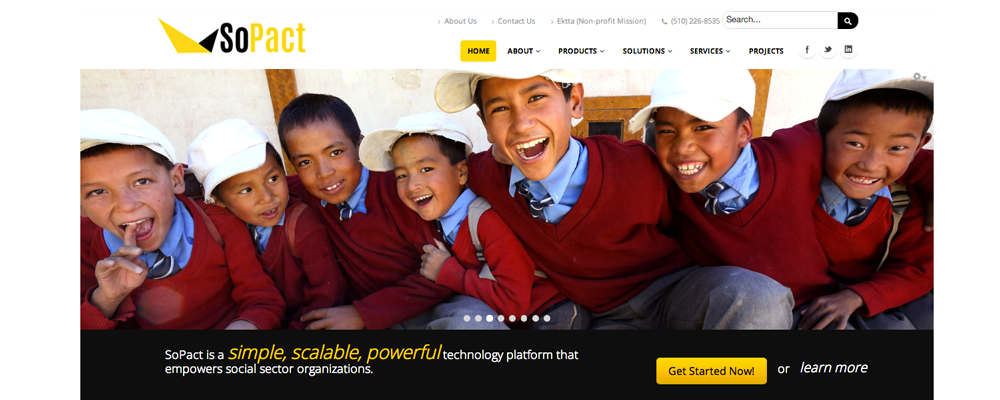 SoPact
About Us
Contact Us
Ektta (Non-profit Mission)
(510) 226-8535
Search...
HOME
ABOUT
PRODUCTS
SOLUTIONS
SERVICES
PROJECTS
SoPact is a simple, scalable, powerful technology platform that
empowers social sector organizations.
Get Started Now!
or
learn more